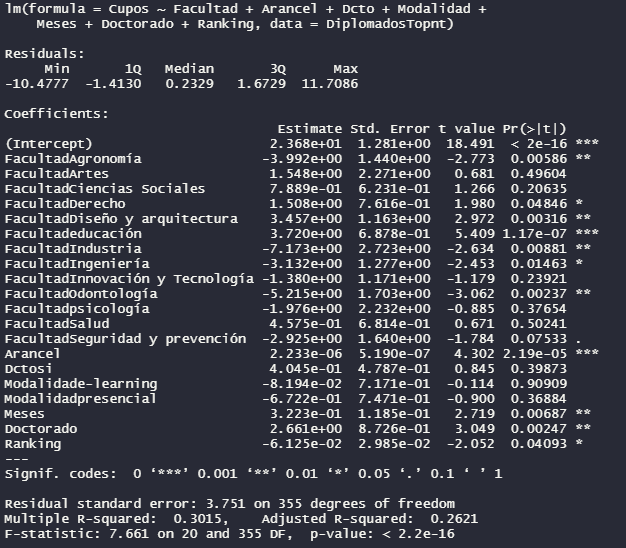 lm(formula = Cupos ~ Facultad + Arancel + Dcto + Modalidad +
    Meses + Doctorado + Ranking, data = DiplomadosTopnt)
Residuals:
     Min       1Q   Median       3Q      Max
-10.4777  -1.4130   0.2329   1.6729  11.7086
Coefficients:
                                 Estimate Std. Error t value Pr(>|t|)
(Intercept)                     2.368e+01  1.281e+00  18.491  < 2e-16 ***
FacultadAgronomía              -3.992e+00  1.440e+00  -2.773  0.00586 **
FacultadArtes                   1.548e+00  2.271e+00   0.681  0.49604
FacultadCiencias Sociales       7.889e-01  6.231e-01   1.266  0.20635
FacultadDerecho                 1.508e+00  7.616e-01   1.980  0.04846 *
FacultadDiseño y arquitectura   3.457e+00  1.163e+00   2.972  0.00316 **
Facultadeducación               3.720e+00  6.878e-01   5.409 1.17e-07 ***
FacultadIndustria              -7.173e+00  2.723e+00  -2.634  0.00881 **
FacultadIngeniería             -3.132e+00  1.277e+00  -2.453  0.01463 *
FacultadInnovación y Tecnología -1.380e+00  1.171e+00  -1.179  0.23921
FacultadOdontología            -5.215e+00  1.703e+00  -3.062  0.00237 **
Facultadpsicología             -1.976e+00  2.232e+00  -0.885  0.37654
FacultadSalud                   4.575e-01  6.814e-01   0.671  0.50241
FacultadSeguridad y prevención -2.925e+00  1.640e+00  -1.784  0.07533 .
Arancel                         2.233e-06  5.190e-07   4.302 2.19e-05 ***
Dctosi                          4.045e-01  4.787e-01   0.845  0.39873
Modalidade-learning            -8.194e-02  7.171e-01  -0.114  0.90909
Modalidadpresencial            -6.722e-01  7.471e-01  -0.900  0.36884
Meses                           3.223e-01  1.185e-01   2.719  0.00687 **
Doctorado                       2.661e+00  8.726e-01   3.049  0.00247 **
Ranking                        -6.125e-02  2.985e-02  -2.052  0.04093 *
---
Signif. codes:  0 ‘***’ 0.001 ‘**’ 0.01 ‘*’ 0.05 ‘.’ 0.1 ‘ ’ 1
Residual standard error: 3.751 on 355 degrees of freedom
Multiple R-squared:  0.3015,    Adjusted R-squared:  0.2621
F-statistic: 7.661 on 20 and 355 DF,  p-value: < 2.2e-16